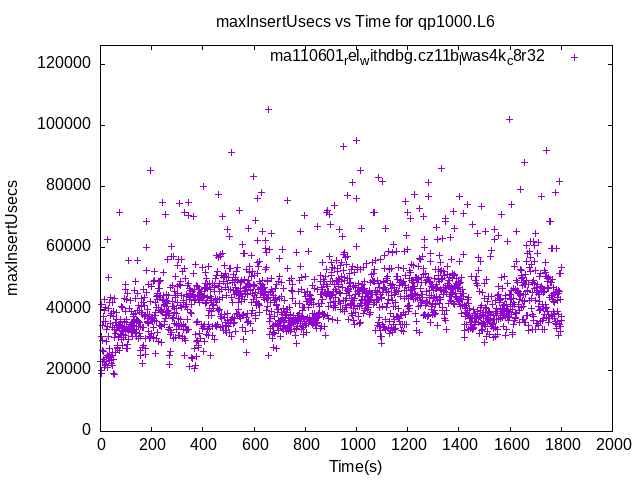 maxInsertUsecs vs Time for qp1000.L6
ma110601relwithdbg.cz11bjwas4kc8r32
120000
100000
80000
60000
40000
20000
0
maxInsertUsecs
0 200 400 600 800 1000 1200 1400 1600 1800 2000
Time(s)